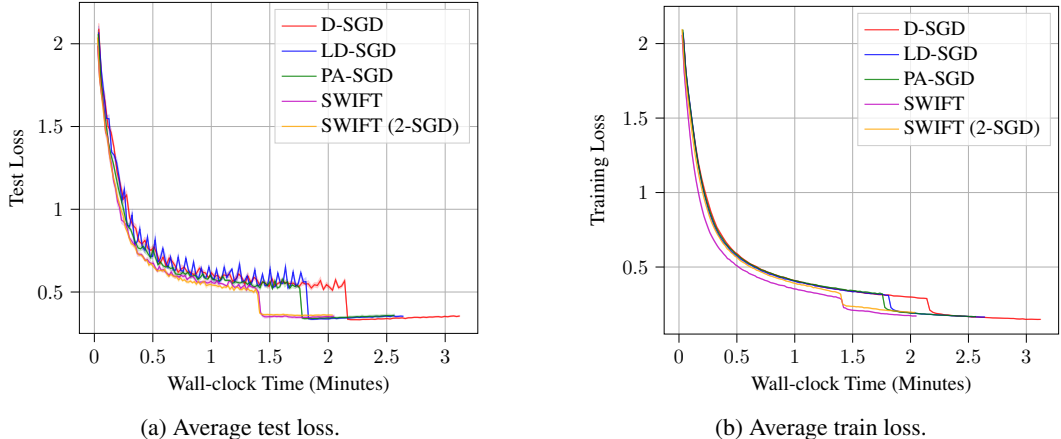 2
1.5
1
0.5
Test Loss
D-SGD
LD-SGD
PA-SGD
SWIFT
SWIFT (2-SGD)
0 0.5 1 1.5 2 2.5 3
Wall-clock Time (Minutes)
(a) Average test loss.
2
1.5
1
0.5
Training Loss
D-SGD
LD-SGD
PA-SGD
SWIFT
SWIFT (2-SGD)
0 0.5 1 1.5 2 2.5 3
Wall-clock Time (Minutes)
(b) Average train loss.